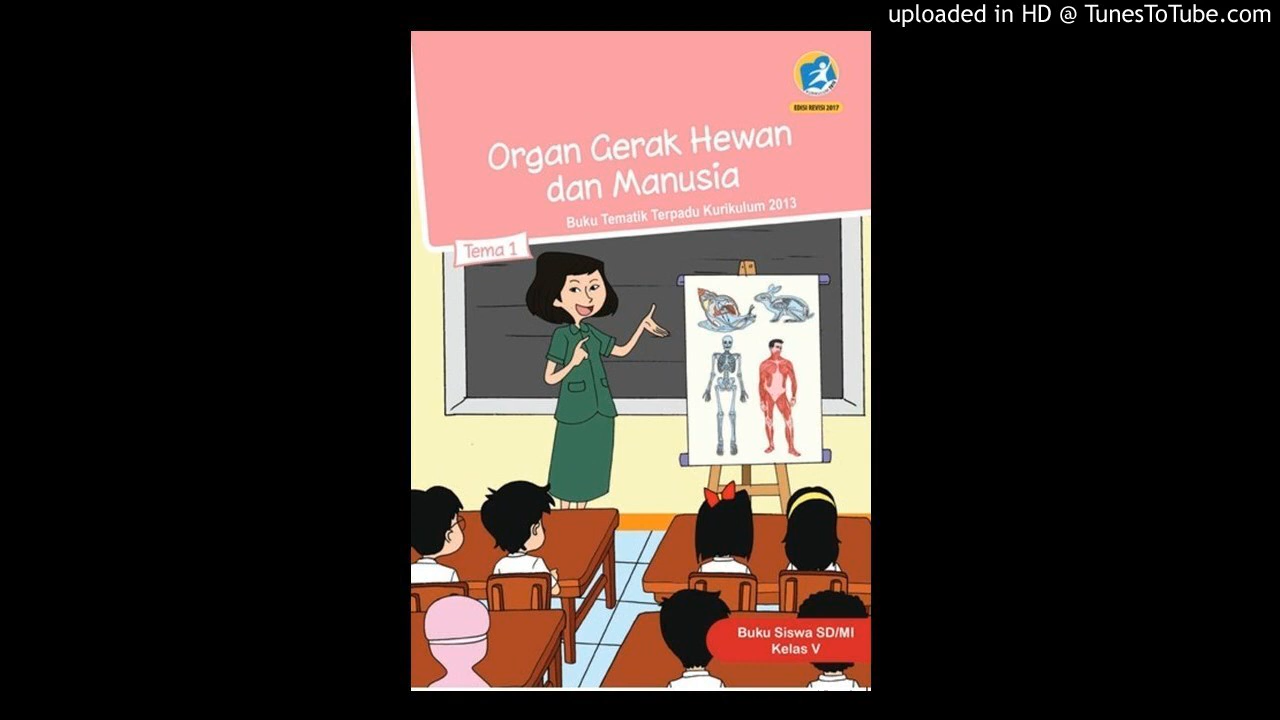 uploaded in HD @ TunesToTube.com
EDISI REVISI 2017
Organ Gerak Hewan
dan Manusia
Buku Tematik Terpadu Kurikulum 2013
Tema 1
Buku Siswa SD/MI
Kelas V